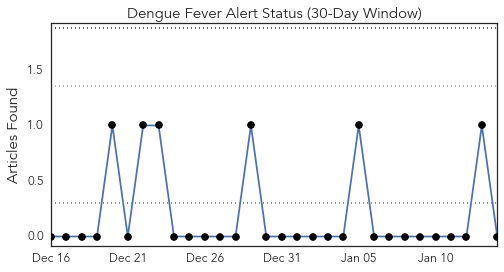 Dengue Fever Alert Status (30-Day Window)
Articles Found
1.5
1.0
0.5
0.0
Dec 16 Dec 21 Dec 26 Dec 31 Jan 05 Jan 10